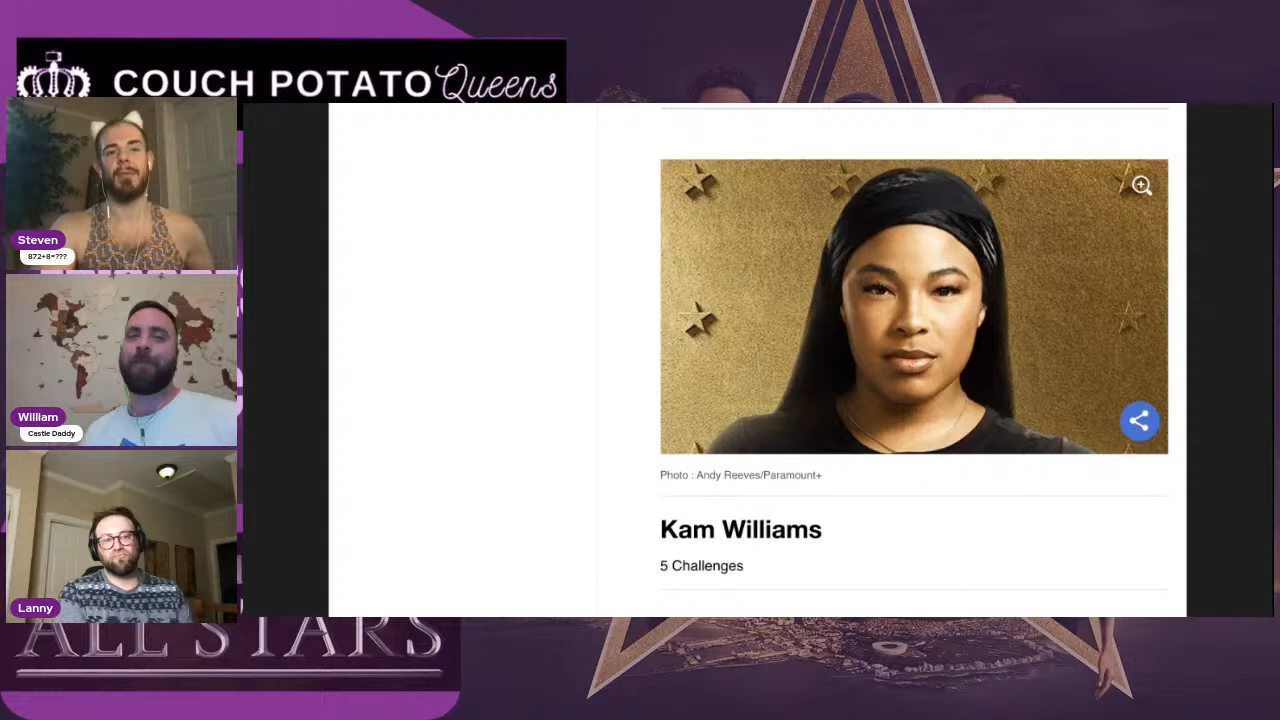 COUCH POTATO Queens
Steven
872+8=???
William
Castle Daddy
Lanny
Photo : Andy Reeves/Paramount+
Kam Williams
5 Challenges
ALL STARS